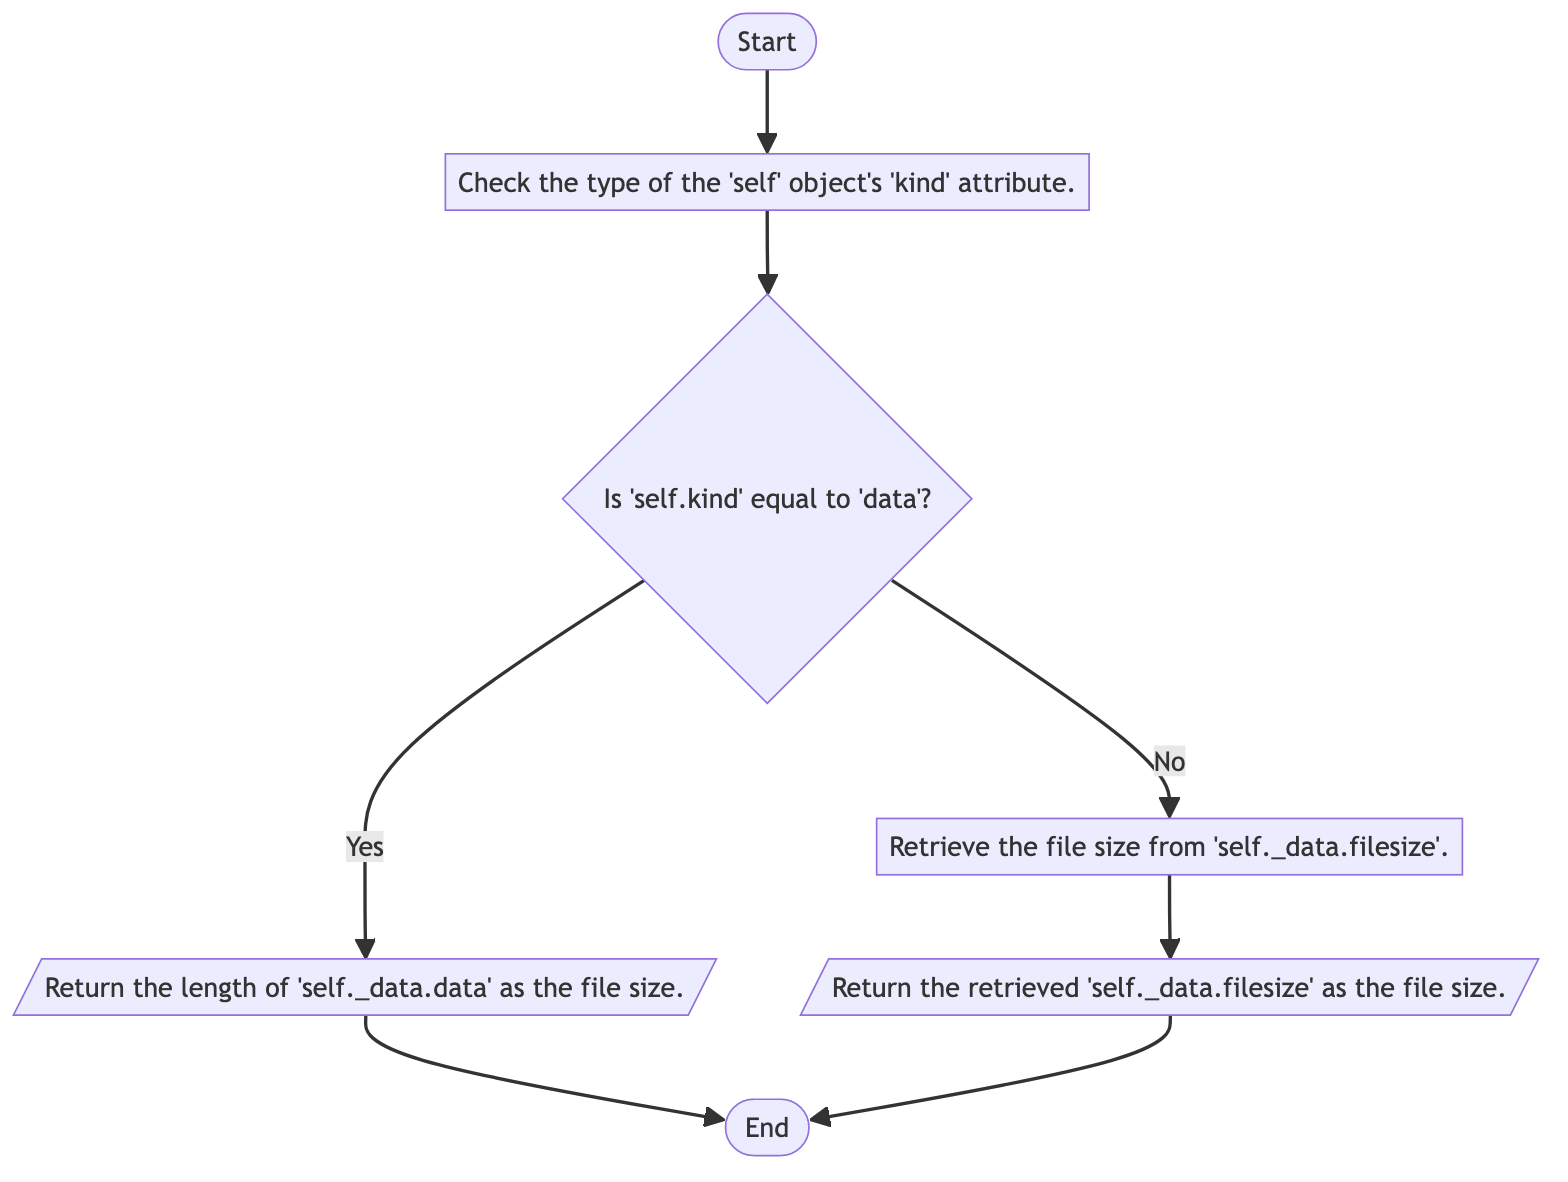 Start
Check the type of the 'self' object's 'kind' attribute.
Is 'self.kind' equal to 'data'?
No
Yes
Retrieve the file size from 'self._data.filesize'.
Return the length of 'self._data.data' as the file size.
Return the retrieved 'self._data.filesize' as the file size.
End